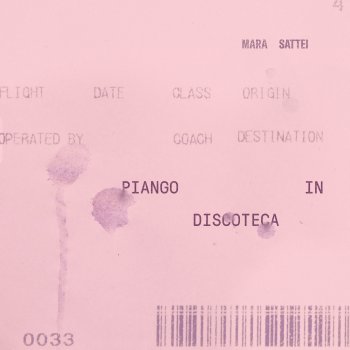 4
MARA SATTEI
FLIGHT DATE CLASS ORIGIN
OPERATED BY COACH DESTINATION
PIANGO IN
DISCOTECA
0033